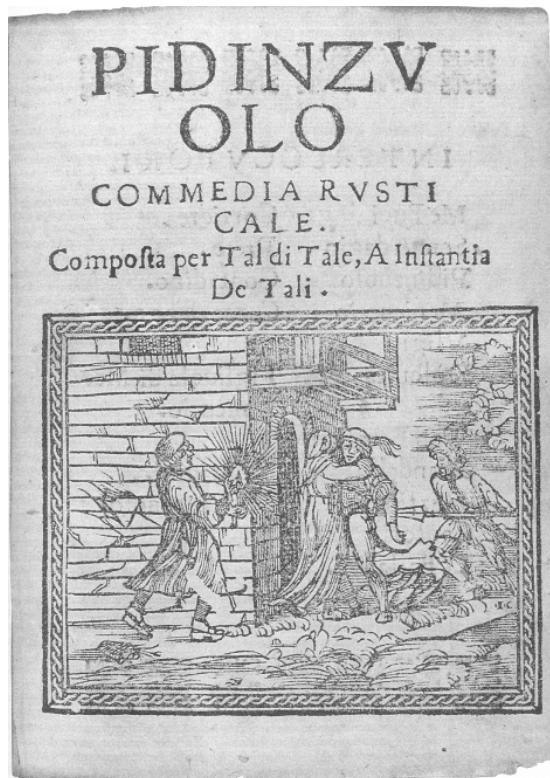 PIDINZV
OLO
COMMEDIA RVSTI
CALE.
Compoſta per Tal di Tale, A Inſtantia
De Tali.
·I·C·